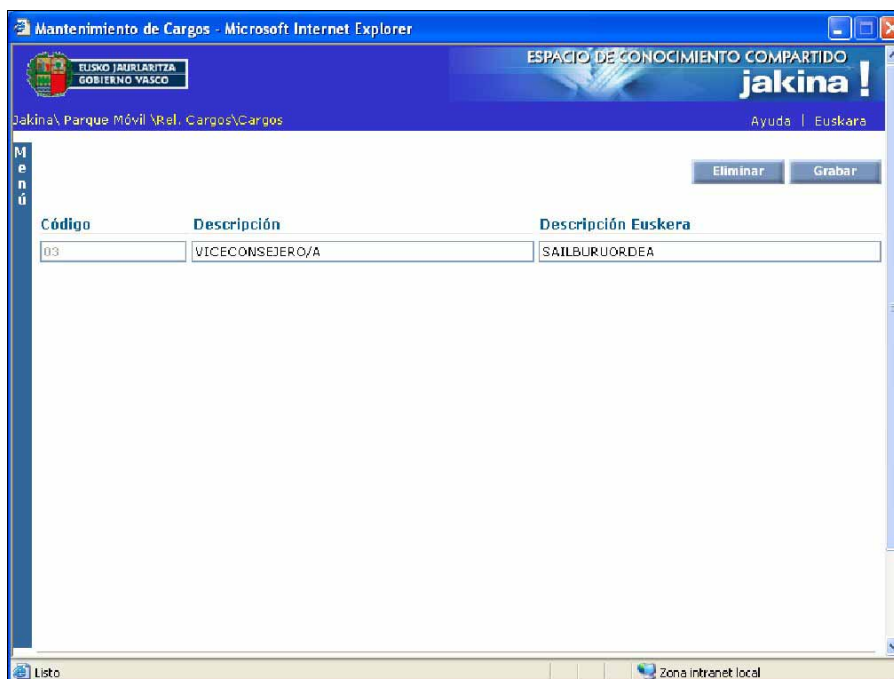 Mantenimiento de Cargos - Microsoft Internet Explorer
EUSKO JAURLARITZA
GOBIERNO VASCO
ESPACIO DE CONOCIMIENTO COMPARTIDO
jakina!
Jakina\ Parque Móvil \Rel. Cargos\Cargos
Ayuda | Euskara
Menú
Eliminar Grabar
Código Descripción Descripción Euskera
03 VICECONSEJERO/A SAILBURUORDEA
Listo Zona intranet local